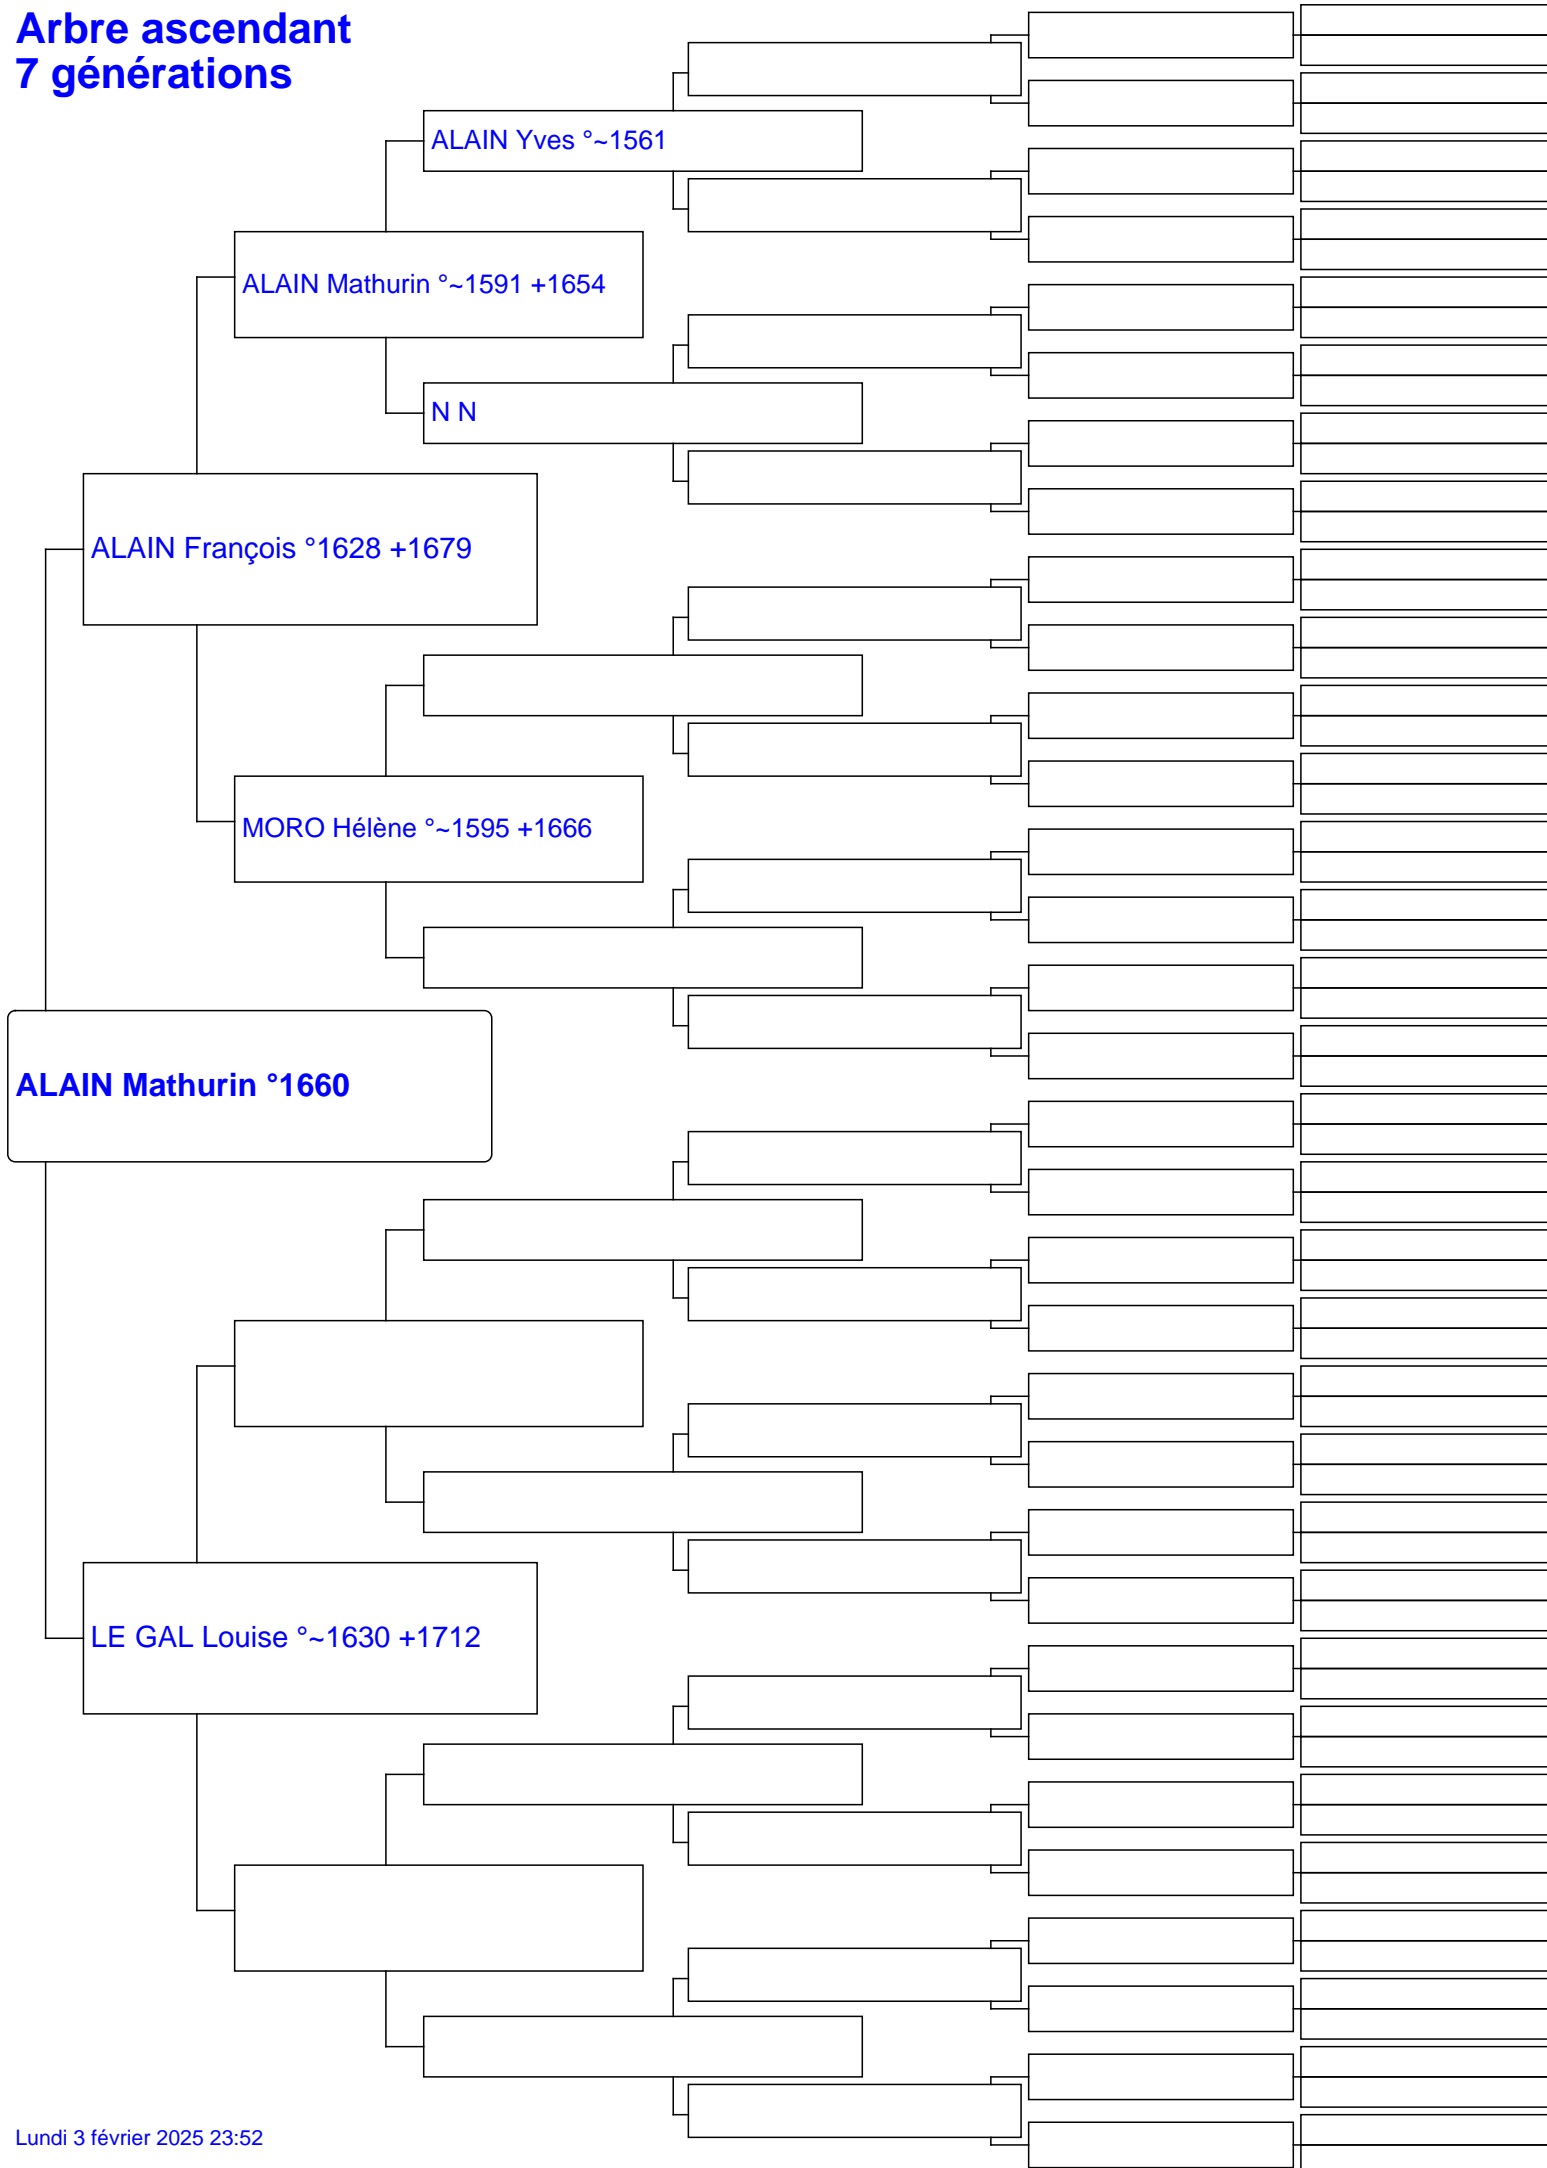 Arbre ascendant
7 générations
ALAIN Yves °~1561
ALAIN Mathurin °~1591 +1654
N N
ALAIN François °1628 +1679
MORO Hélène °~1595 +1666
ALAIN Mathurin °1660
LE GAL Louise °~1630 +1712
Lundi 3 février 2025 23:52